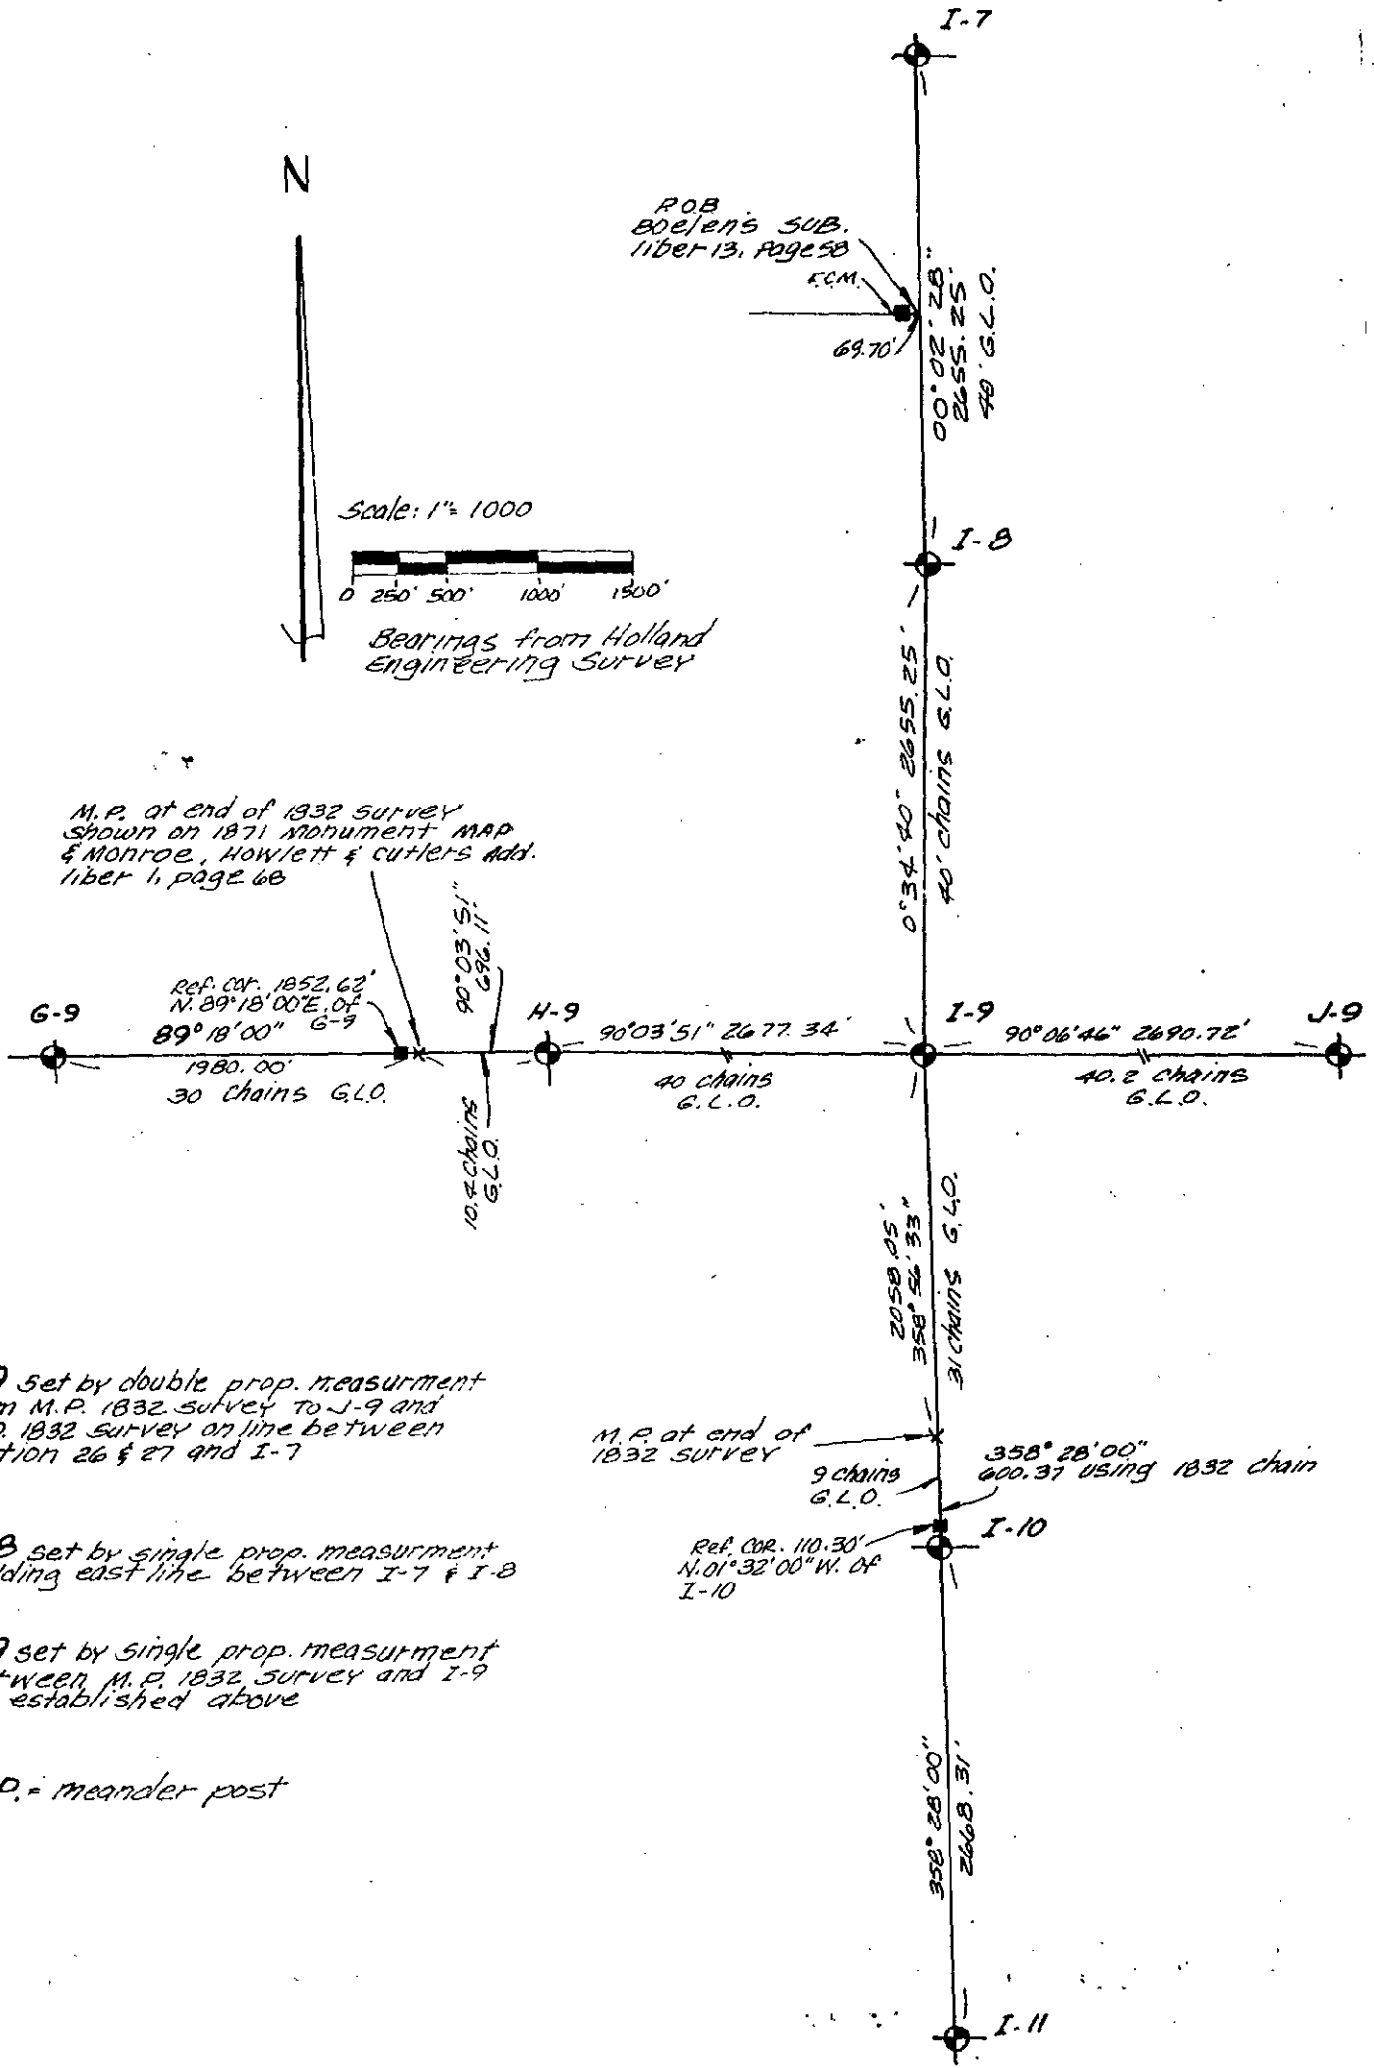 I-7
N
P.O.B.
Boelen's SUB.
liber 13, Page 58
F.C.M.
69.70'
00° 02' 28"
2655.25'
40' G.L.O.
Scale: 1"= 1000
0 250' 500' 1000' 1500'
Bearings from Holland
Engineering Survey
I-8
0° 34' 40" 2655.25'
40' chains G.L.O.
M.P. at end of 1832 survey
shown on 1871 Monument MAP
& Monroe, Howlett & Cutlers Add.
liber 1, page 68
90° 03' 51"
696.11'
Ref. Cor. 1852.62'
N. 89° 18' 00" E. of
G-9
G-9
89° 18' 00"
1980.00'
30 Chains G.L.O.
H-9
90° 03' 51" 2677.34'
40 chains
G.L.O.
I-9
90° 06' 46" 2690.72'
40.2 chains
G.L.O.
J-9
10.4 Chains
G.L.O.
2058.05'
358° 56' 33"
31 Chains G.L.O.
9 set by double prop. measurment
m M.P. 1832 survey TO J-9 and
P. 1832 survey on line between
tion 26 & 27 and I-7
M.P. at end of
1832 survey
9 chains
G.L.O.
358° 28' 00"
600.37 using 1832 chain
I-10
Ref. COR. 110.30'
N. 01° 32' 00" W. of
I-10
8 set by single prop. measurment
ding east line between I-7 & I-8
9 set by single prop. measurment
tween M.P. 1832 survey and I-9
established above
P. = meander post
358° 28' 00"
2668.31'
I-11